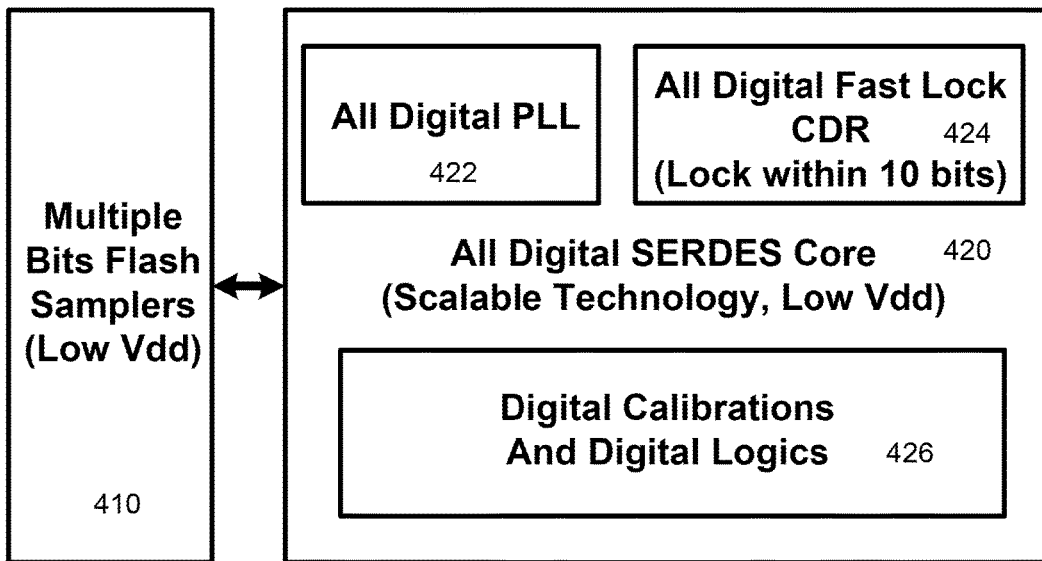 Multiple
Bits Flash
Samplers
(Low Vdd)
410
All Digital PLL
422
All Digital Fast Lock
CDR 424
(Lock within 10 bits)
All Digital SERDES Core 420
(Scalable Technology, Low Vdd)
Digital Calibrations
And Digital Logics 426